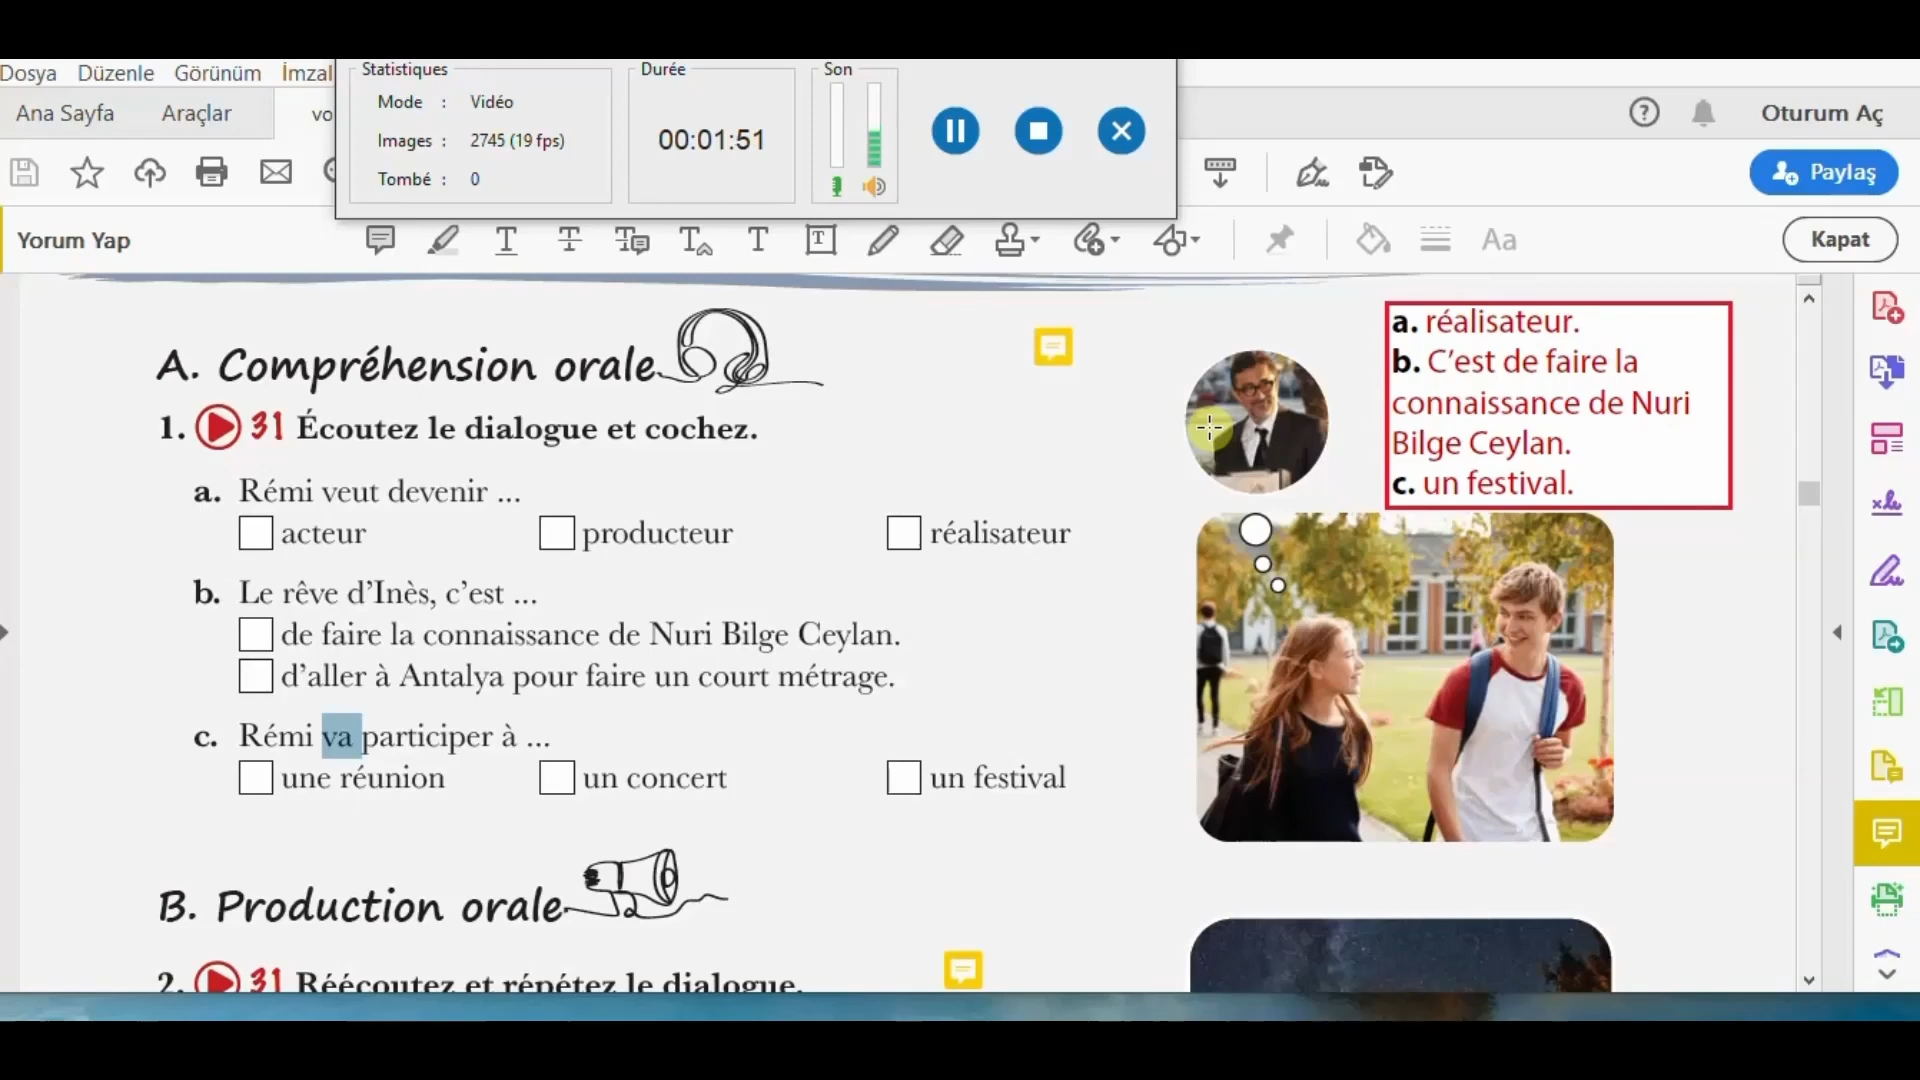 Dosya Düzenle Görünüm İmzal
Statistiques
Mode : Vidéo
Images : 2745 (19 fps)
Tombé : 0
Durée
00:01:51
Son
Ana Sayfa Araçlar vo
Oturum Aç
Paylaş
Yorum Yap
Aa
Kapat
A. Compréhension orale
1. 31 Écoutez le dialogue et cochez.
a. Rémi veut devenir ...
acteur producteur réalisateur
b. Le rêve d'Inès, c'est ...
de faire la connaissance de Nuri Bilge Ceylan.
d'aller à Antalya pour faire un court métrage.
c. Rémi va participer à ...
une réunion un concert un festival
a. réalisateur.
b. C'est de faire la
connaissance de Nuri
Bilge Ceylan.
c. un festival.
B. Production orale
2. 31 Réécoutez et répétez le dialogue.